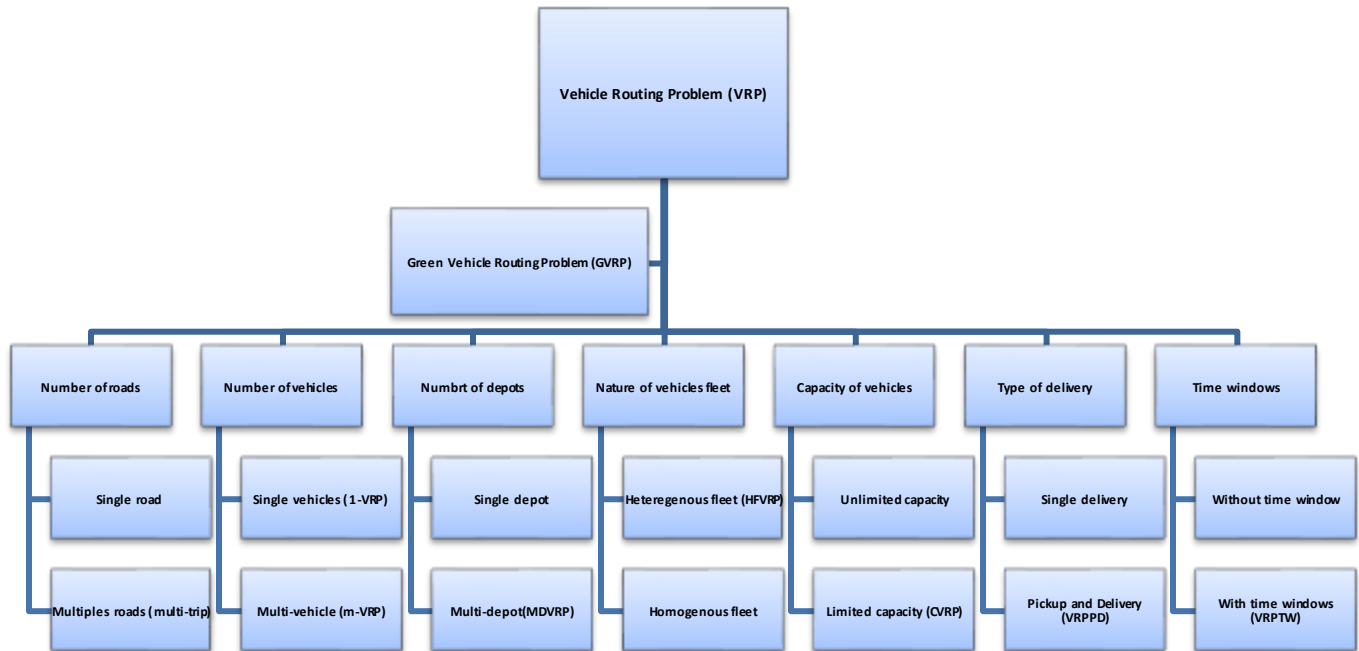 Vehicle Routing Problem (VRP)
Green Vehicle Routing Problem (GVRP)
Number of roads
Number of vehicles
Numbrt of depots
Nature of vehicles fleet
Capacity of vehicles
Type of delivery
Time windows
Single road
Single vehicles (1-VRP)
Single depot
Heteregenous fleet (HFVRP)
Unlimited capacity
Single delivery
Without time window
Multiples roads (multi-trip)
Multi-vehicle (m-VRP)
Multi-depot(MDVRP)
Homogenous fleet
Limited capacity (CVRP)
Pickup and Delivery
(VRPPD)
With time windows
(VRPTW)